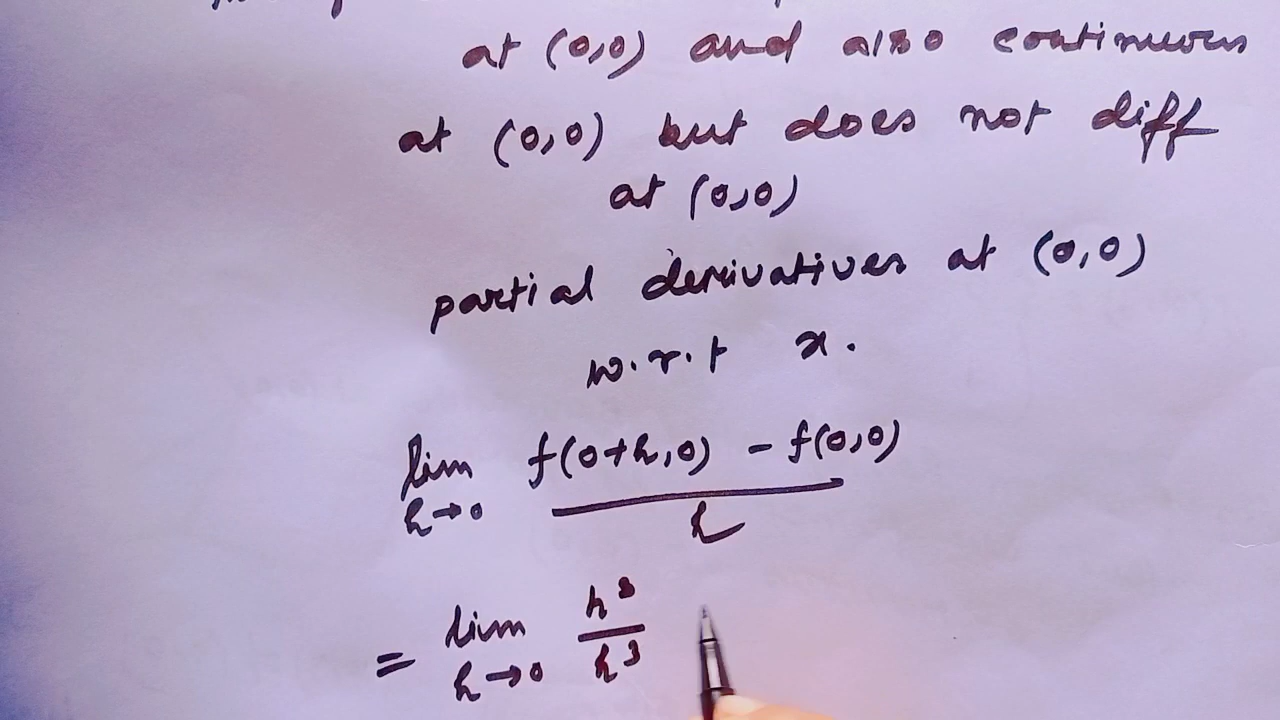 at (0,0) and also continuous
at (0,0) but does not diff
at (0,0)
partial derivatives at (0,0)
w.r.t x.
lim f(0+h,0) - f(0,0)
h→0 h
= lim h³
h→0 h³